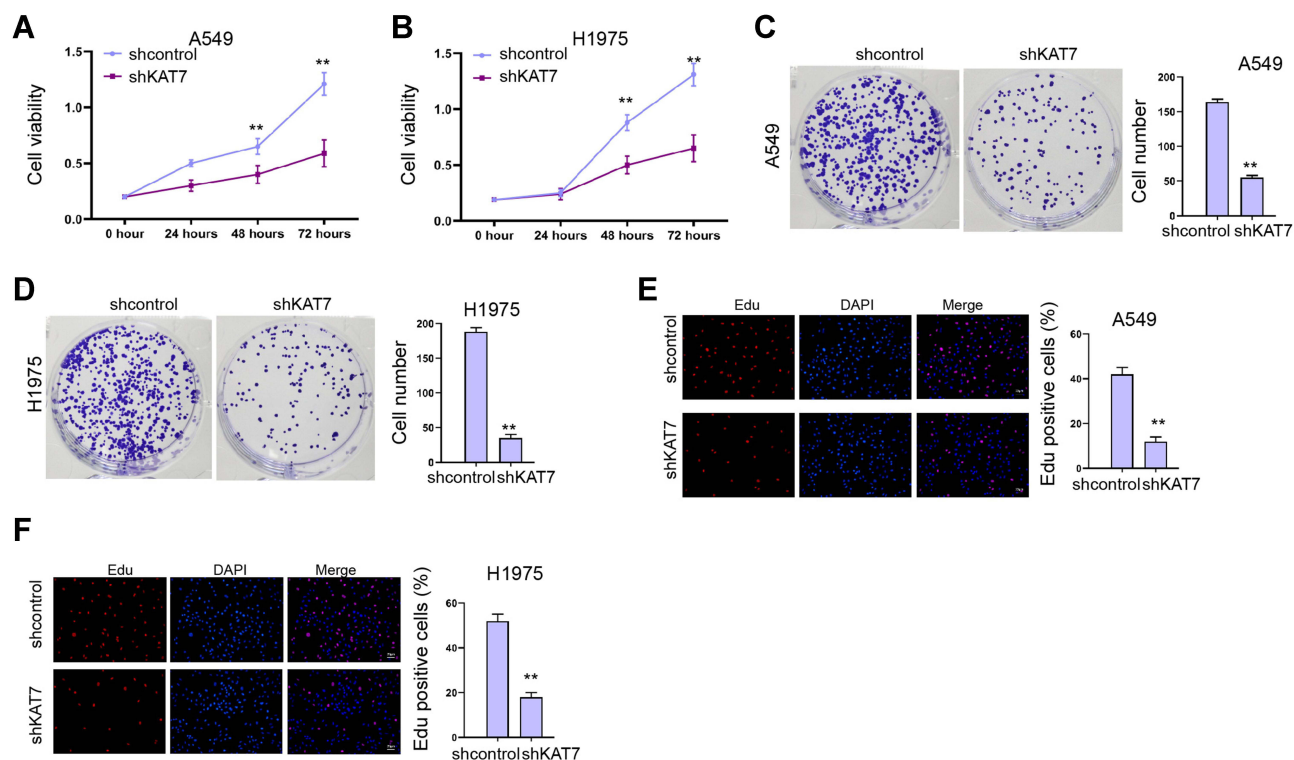 A
A549
shcontrol
shKAT7
Cell viability
1.5
1.0
0.5
0.0
**
**
0 hour 24 hours 48 hours 72 hours
B
H1975
shcontrol
shKAT7
Cell viability
1.5
1.0
0.5
0.0
**
**
0 hour 24 hours 48 hours 72 hours
C
shcontrol shKAT7
A549
A549
Cell number
200
150
100
50
0
**
shcontrol shKAT7
D
shcontrol shKAT7
H1975
H1975
Cell number
200
150
100
50
0
**
shcontrol shKAT7
E
Edu DAPI Merge
shcontrol
shKAT7
A549
Edu positive cells (%)
60
40
20
0
**
shcontrol shKAT7
F
Edu DAPI Merge
shcontrol
shKAT7
H1975
Edu positive cells (%)
60
40
20
0
**
shcontrol shKAT7